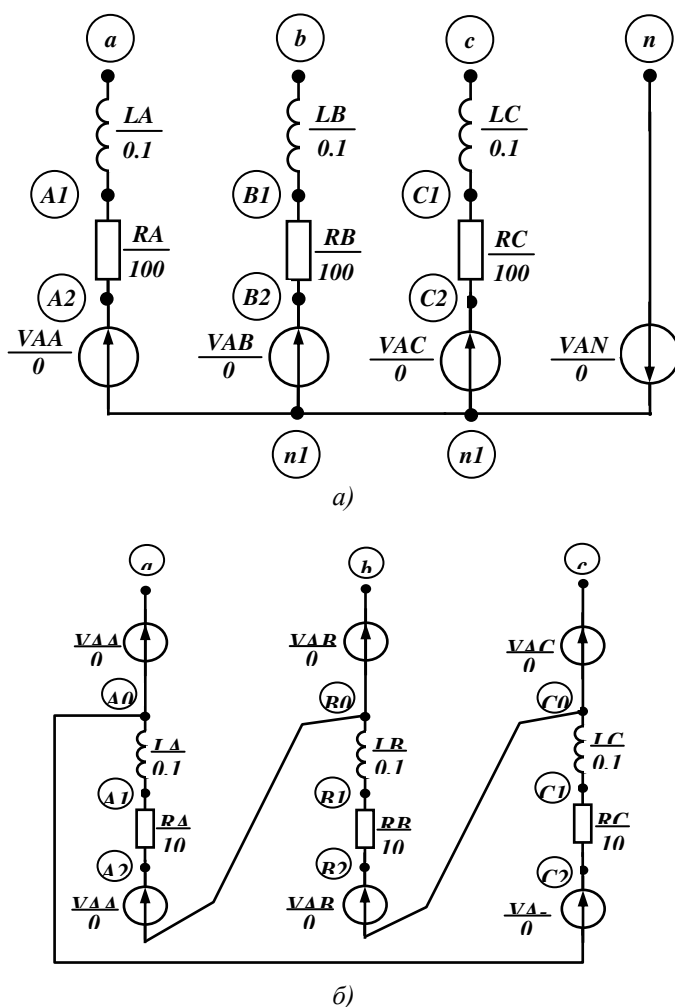 a b c n
LA LB LC
0.1 0.1 0.1
A1 B1 C1
RA RB RC
100 100 100
A2 B2 C2
VAA VAB VAC VAN
0 0 0 0
n1 n1
а)
VAA VAB VAC
0 0 0
A0 B0 C0
LA LB LC
0.1 0.1 0.1
A1 B1 C1
RA RB RC
10 10 10
A2 B2 C2
VAA VAB
0 0 0
б)